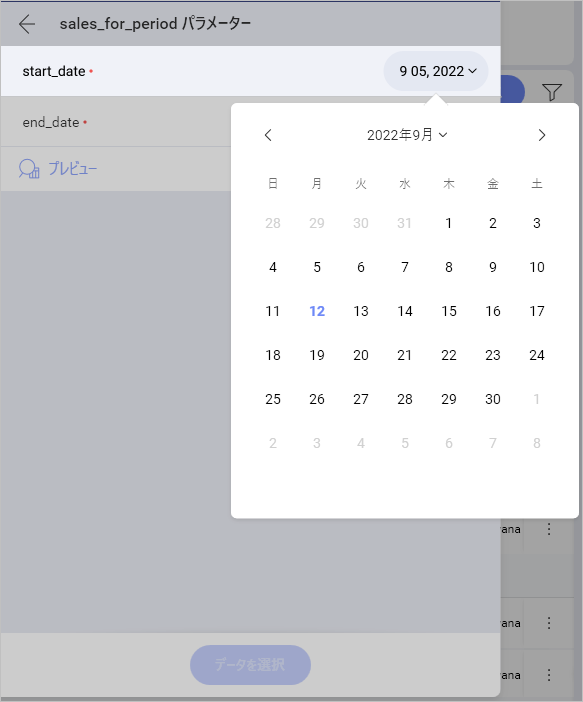 sales_for_period パラメーター
start_date •
9 05, 2022
end_date •
プレビュー
2022年9月
日 月 火 水 木 金 土
28 29 30 31 1 2 3
4 5 6 7 8 9 10
11 12 13 14 15 16 17
18 19 20 21 22 23 24
25 26 27 28 29 30 1
2 3 4 5 6 7 8
ana
ana
ana
データを選択